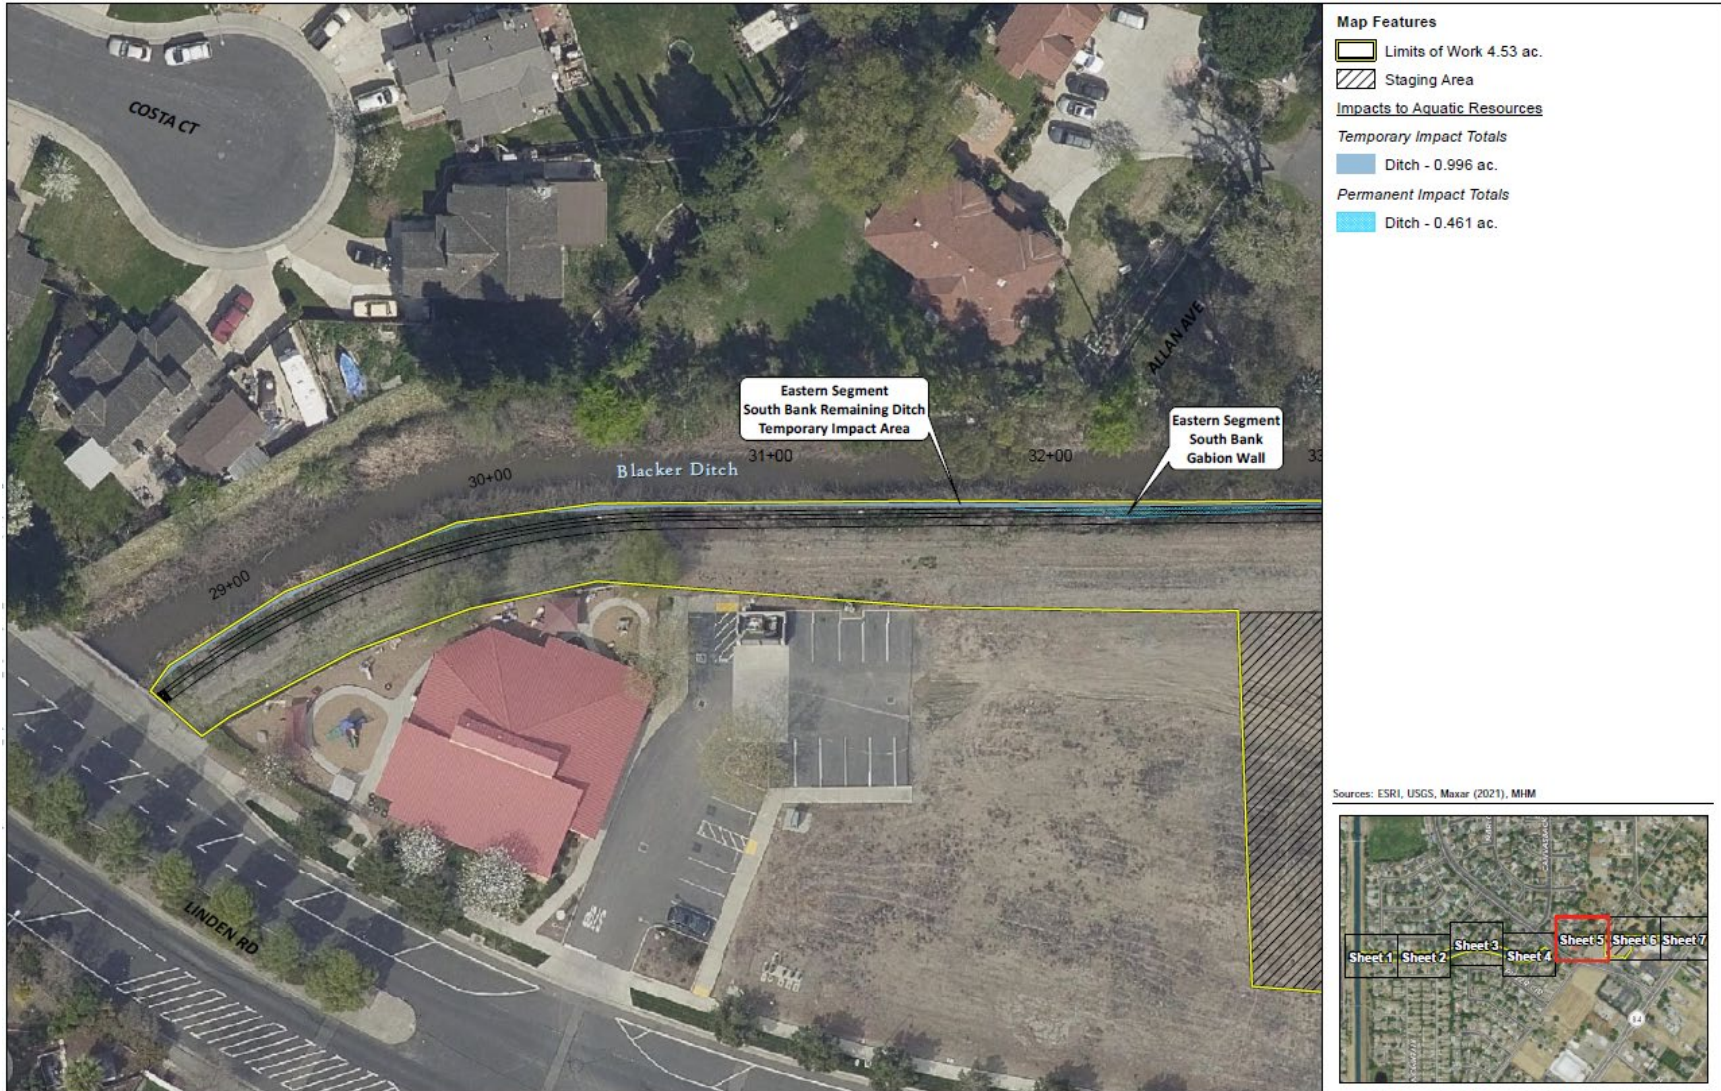 COSTA CT
ALLAN AVE
Eastern Segment
South Bank Remaining Ditch
Temporary Impact Area
Eastern Segment
South Bank
Gabion Wall
29+00
30+00
Blacker Ditch
31+00
32+00
33
BUS
LINDEN RD
Map Features
Limits of Work 4.53 ac.
Staging Area
Impacts to Aquatic Resources
Temporary Impact Totals
Ditch - 0.996 ac.
Permanent Impact Totals
Ditch - 0.461 ac.
Sources: ESRI, USGS, Maxar (2021), MHM
Sheet 1
Sheet 2
Sheet 3
Sheet 4
Sheet 5
Sheet 6
Sheet 7